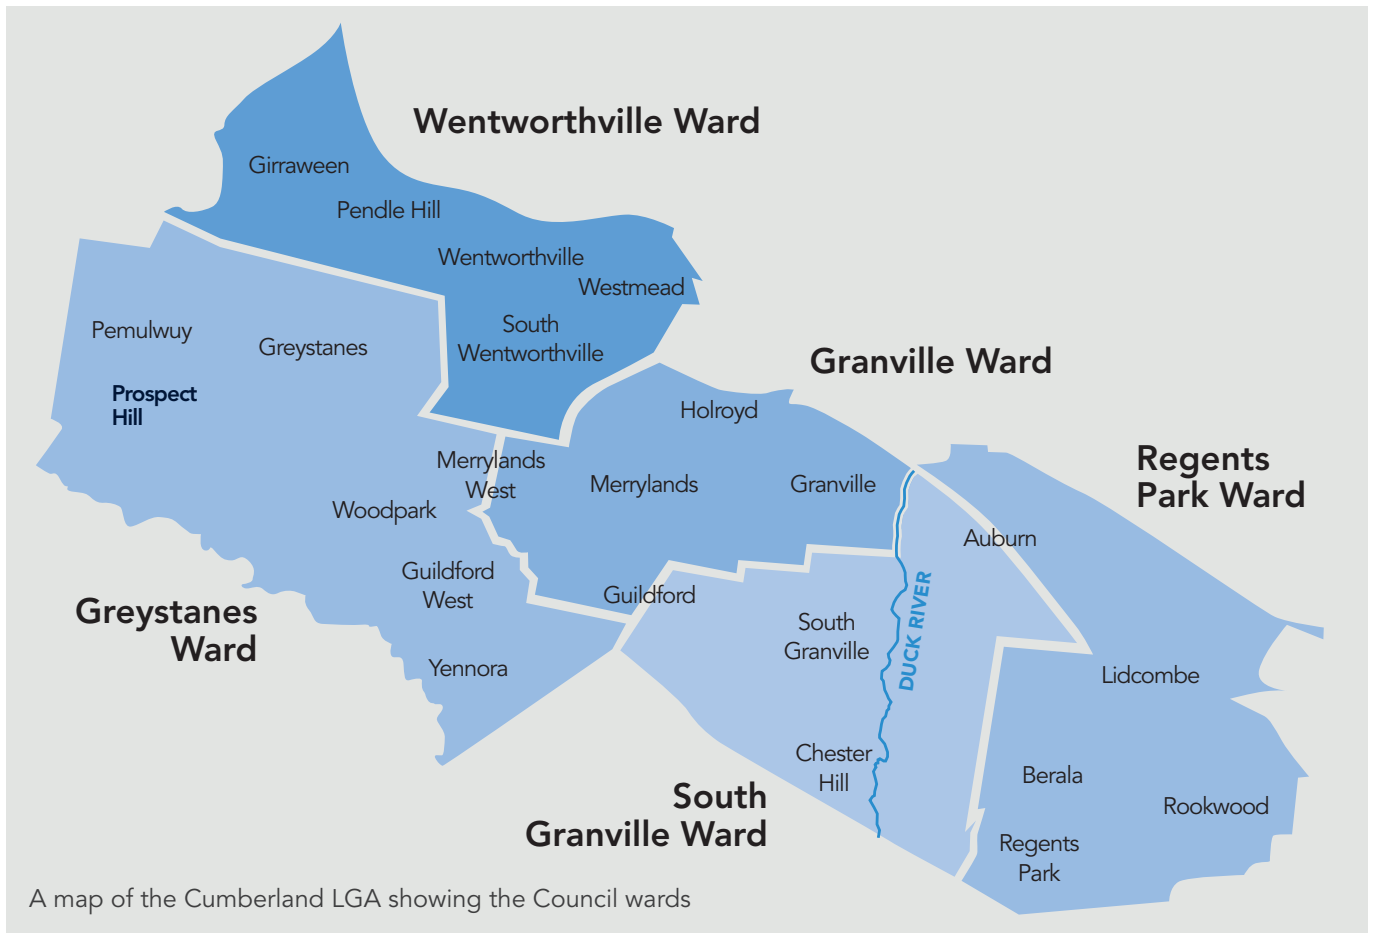 Wentworthville Ward
Girraween
Pendle Hill
Wentworthville
Westmead
South
Wentworthville
Pemulwuy
Greystanes
Prospect
Hill
Granville Ward
Holroyd
Merrylands
West
Merrylands
Granville
Regents
Park Ward
Woodpark
Auburn
Guildford
West
Guildford
DUCK RIVER
Greystanes
Ward
South
Granville
Yennora
Lidcombe
Chester
Hill
Berala
Rookwood
South
Granville Ward
Regents
Park
A map of the Cumberland LGA showing the Council wards